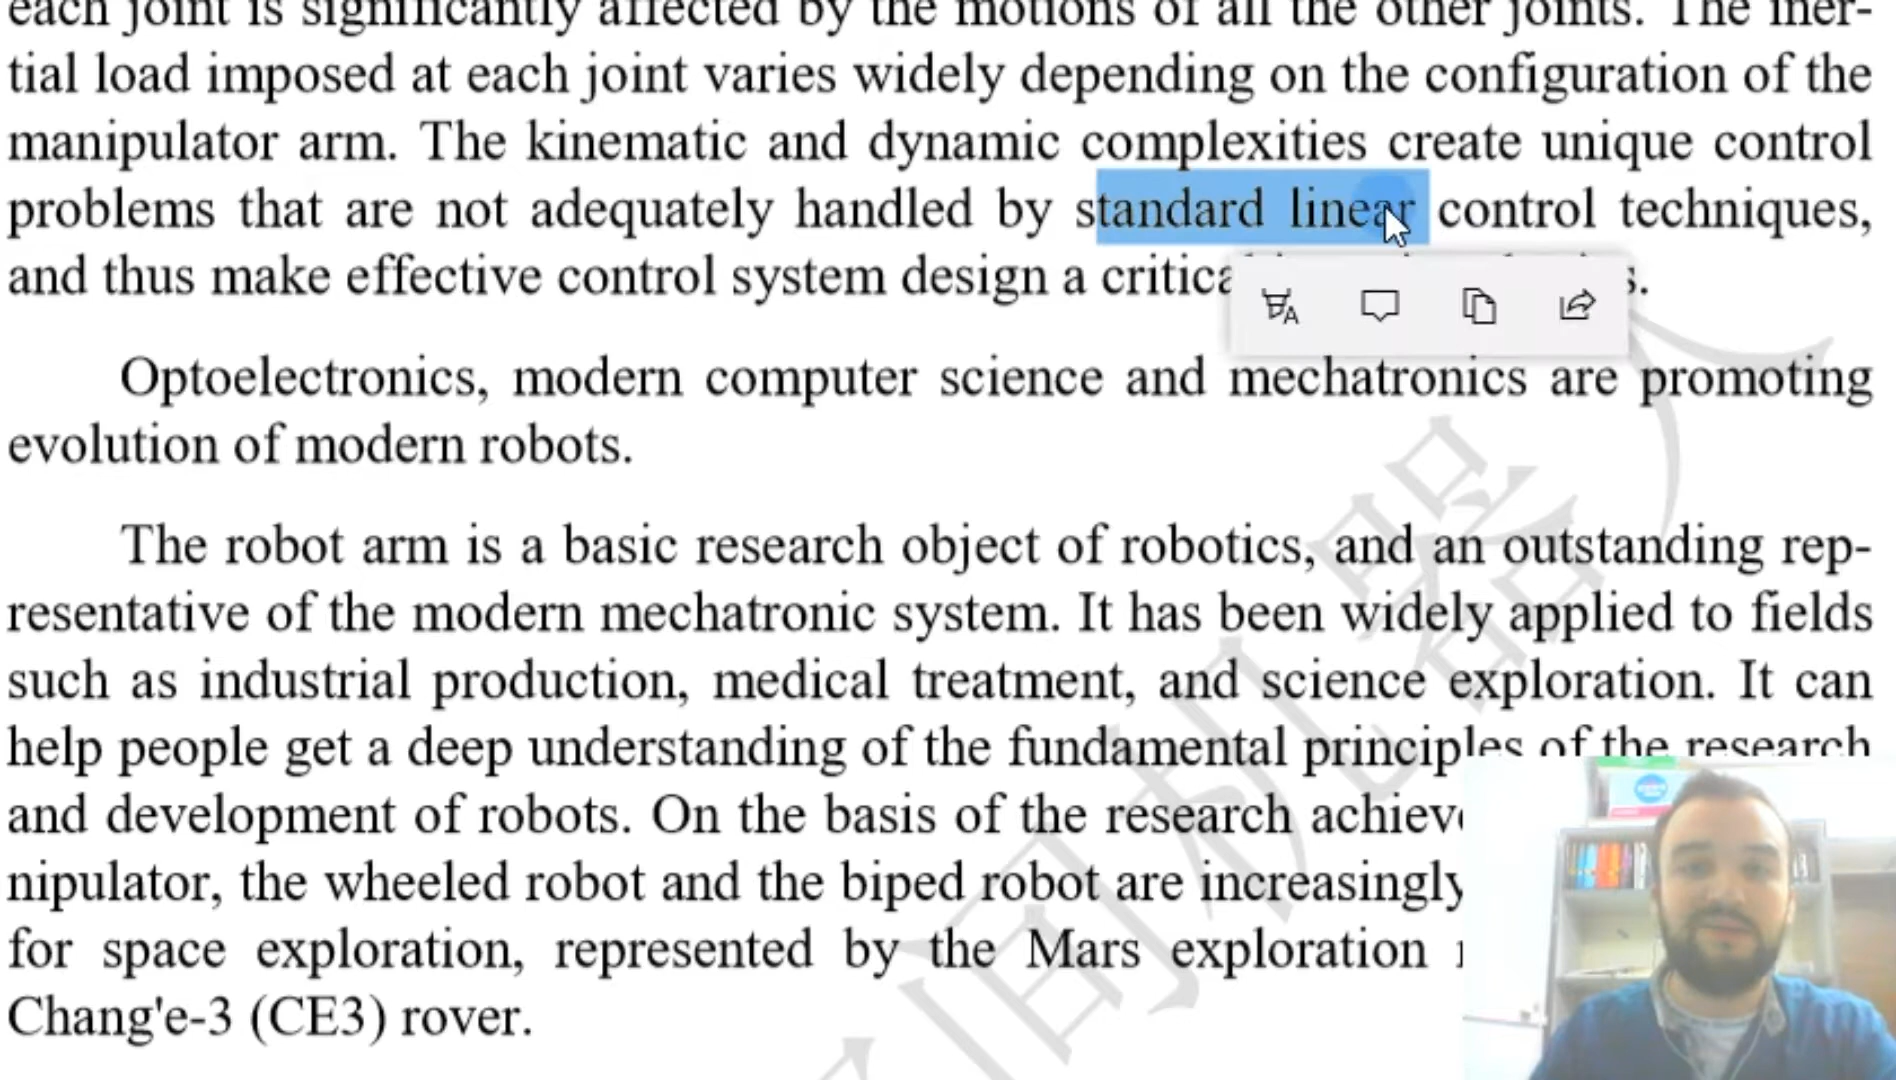 each joint is significantly affected by the motions of all the other joints. The iner-
tial load imposed at each joint varies widely depending on the configuration of the
manipulator arm. The kinematic and dynamic complexities create unique control
problems that are not adequately handled by standard linear control techniques,
and thus make effective control system design a critica
Optoelectronics, modern computer science and mechatronics are promoting
evolution of modern robots.
The robot arm is a basic research object of robotics, and an outstanding rep-
resentative of the modern mechatronic system. It has been widely applied to fields
such as industrial production, medical treatment, and science exploration. It can
help people get a deep understanding of the fundamental principles of the research
and development of robots. On the basis of the research achiev
nipulator, the wheeled robot and the biped robot are increasingly
for space exploration, represented by the Mars exploration
Chang'e-3 (CE3) rover.
间机器人